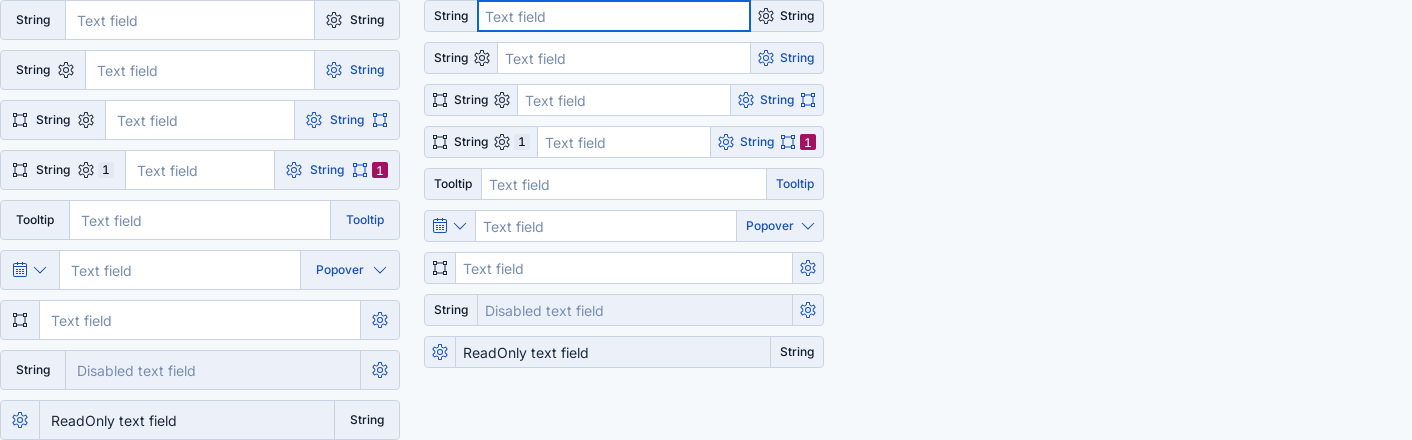 String Text field String
String Text field String
String Text field String
String 1 Text field String 1
Tooltip Text field Tooltip
Text field Popover
Text field
String Disabled text field
ReadOnly text field String
String Text field String
String Text field String
String Text field String
String 1 Text field String 1
Tooltip Text field Tooltip
Text field Popover
Text field
String Disabled text field
ReadOnly text field String